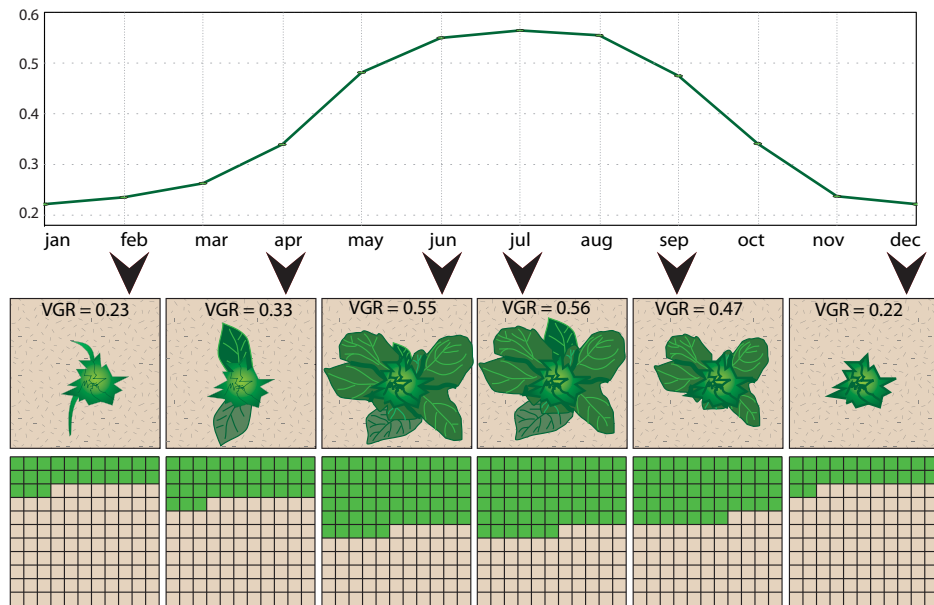 0.6
0.5
0.4
0.3
0.2
jan feb mar apr may jun jul aug sep oct nov dec
VGR = 0.23 VGR = 0.33 VGR = 0.55 VGR = 0.56 VGR = 0.47 VGR = 0.22